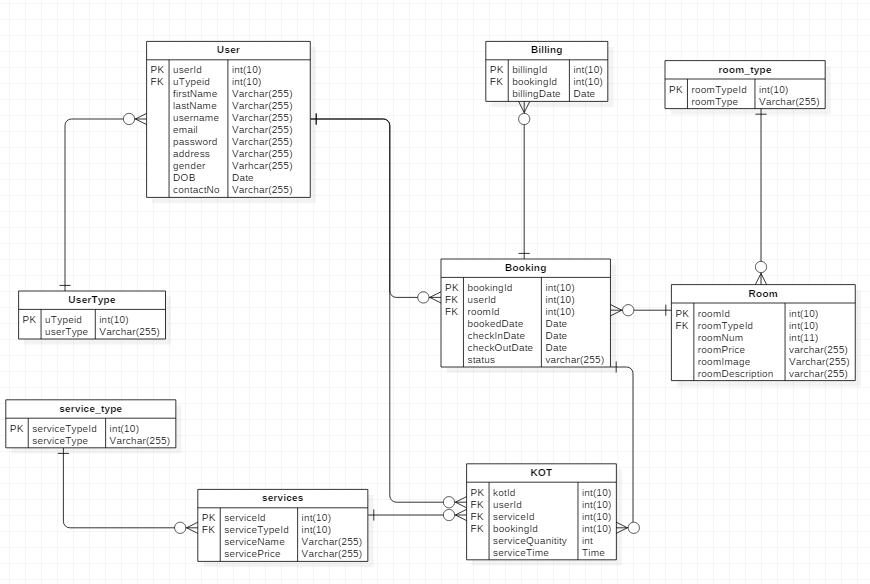 User
PK userId int(10)
FK uTypeid int(10)
firstName Varchar(255)
lastName Varchar(255)
username Varchar(255)
email Varchar(255)
password Varchar(255)
address Varchar(255)
gender Varhcar(255)
DOB Date
contactNo Varchar(255)
Billing
PK billingId int(10)
FK bookingId int(10)
billingDate Date
room_type
PK roomTypeId int(10)
roomType Varchar(255)
UserType
PK uTypeid int(10)
userType Varchar(255)
Booking
PK bookingId int(10)
FK userId int(10)
FK roomId int(10)
bookedDate Date
checkInDate Date
checkOutDate Date
status varchar(255)
Room
PK roomId int(10)
FK roomTypeId int(10)
roomNum int(11)
roomPrice varchar(255)
roomImage Varchar(255)
roomDescription varchar(255)
service_type
PK serviceTypeId int(10)
serviceType Varchar(255)
services
PK serviceId int(10)
FK serviceTypeId int(10)
serviceName Varchar(255)
servicePrice Varchar(255)
KOT
PK kotId int(10)
FK userId int(10)
FK serviceId int(10)
FK bookingId int(10)
serviceQuanitity int
serviceTime Time